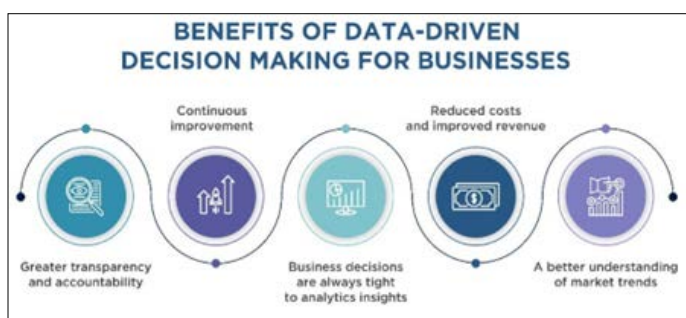 BENEFITS OF DATA-DRIVEN
DECISION MAKING FOR BUSINESSES
Continuous
improvement
Reduced costs
and improved revenue
Greater transparency
and accountability
Business decisions
are always tight
to analytics insights
A better understanding
of market trends